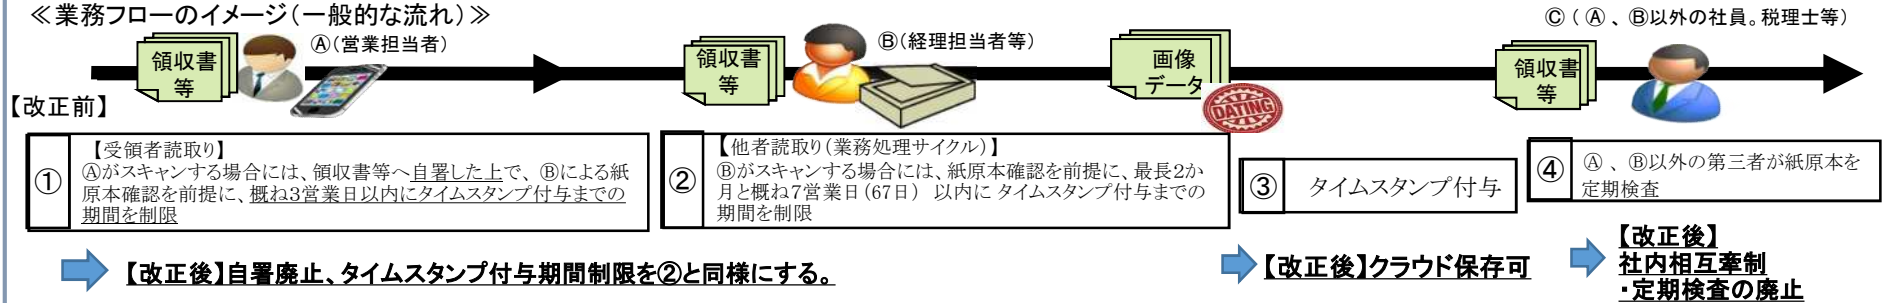 ≪業務フローのイメージ（一般的な流れ）≫
領収書
等
Ⓐ（営業担当者）
領収書
等
Ⓑ（経理担当者等）
画像
データ
DATING
Ⓒ（Ⓐ、Ⓑ以外の社員。税理士等）
領収書
等
【改正前】
①
【受領者読取り】
Ⓐがスキャンする場合には、領収書等へ自署した上で、Ⓑによる紙
原本確認を前提に、概ね３営業日以内にタイムスタンプ付与までの
期間を制限
②
【他者読取り（業務処理サイクル）】
Ⓑがスキャンする場合には、紙原本確認を前提に、最長２か
月と概ね７営業日（67日） 以内に タイムスタンプ付与までの
期間を制限
③
タイムスタンプ付与
④
Ⓐ、Ⓑ以外の第三者が紙原本を
定期検査
【改正後】自署廃止、タイムスタンプ付与期間制限を②と同様にする。
【改正後】クラウド保存可
【改正後】
社内相互牽制
・定期検査の廃止